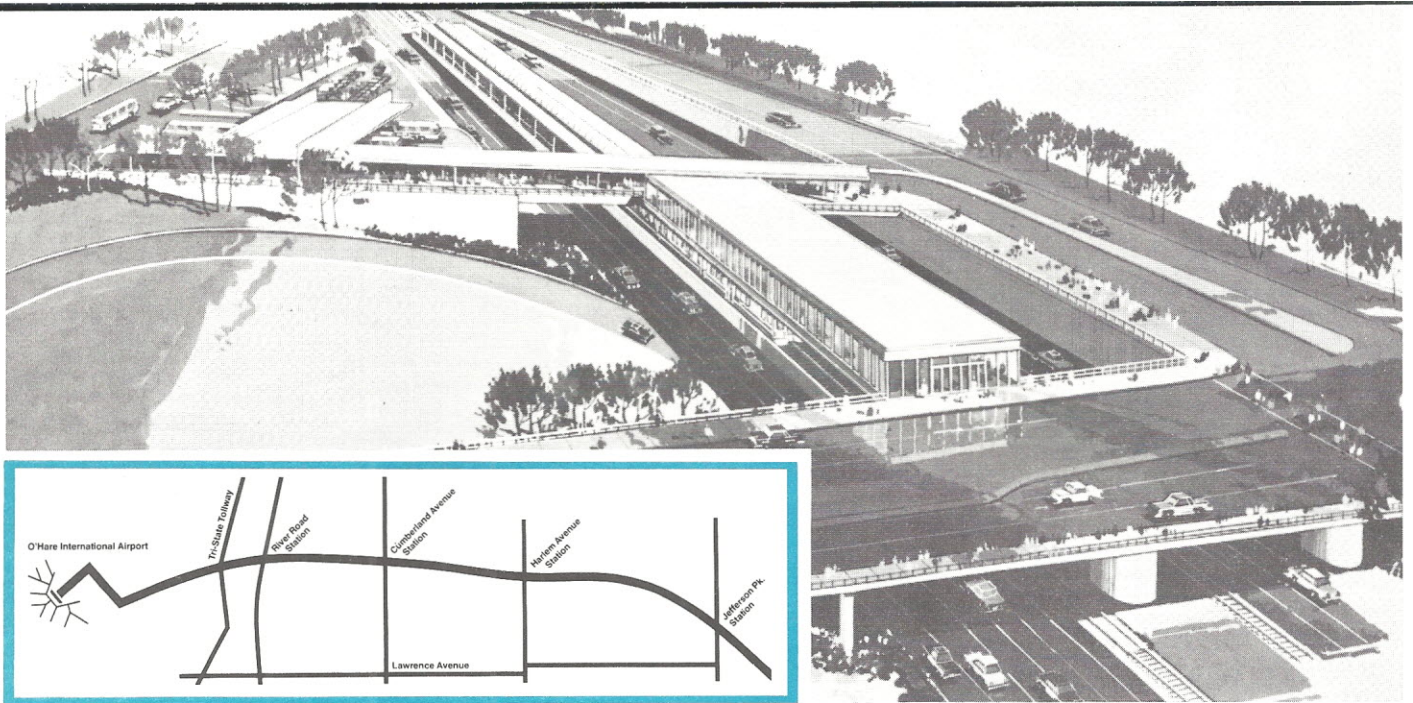 O'Hare International Airport
Tri-State Tollway
River Road
Station
Cumberland Avenue
Station
Harlem Avenue
Station
Jefferson Pk.
Station
Lawrence Avenue